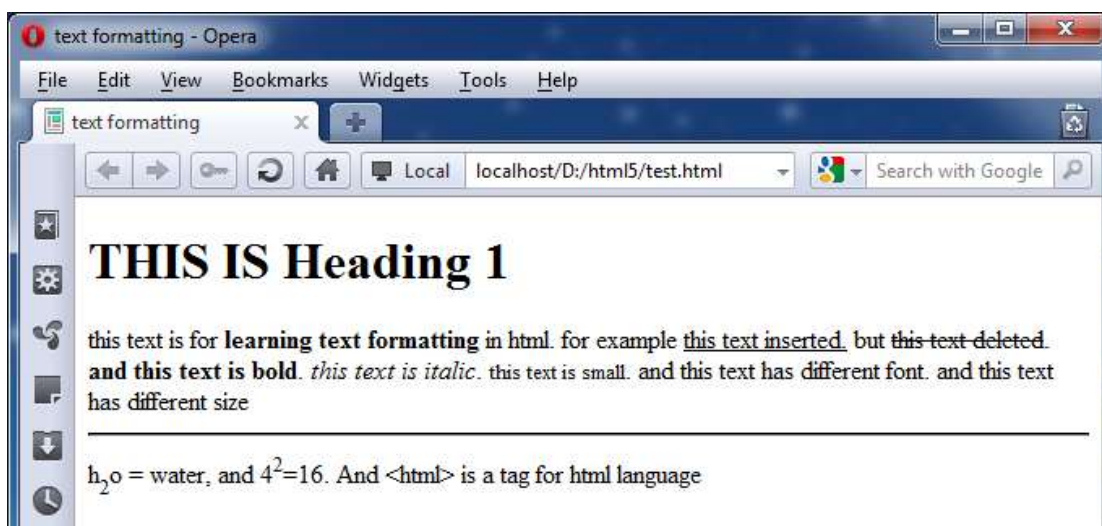 text formatting - Opera
File Edit View Bookmarks Widgets Tools Help
text formatting
Local localhost/D:/html5/test.html Search with Google
THIS IS Heading 1
this text is for learning text formatting in html. for example this text inserted. but this text deleted.
and this text is bold. this text is italic. this text is small. and this text has different font. and this text
has different size
h₂o = water, and 4²=16. And <html> is a tag for html language